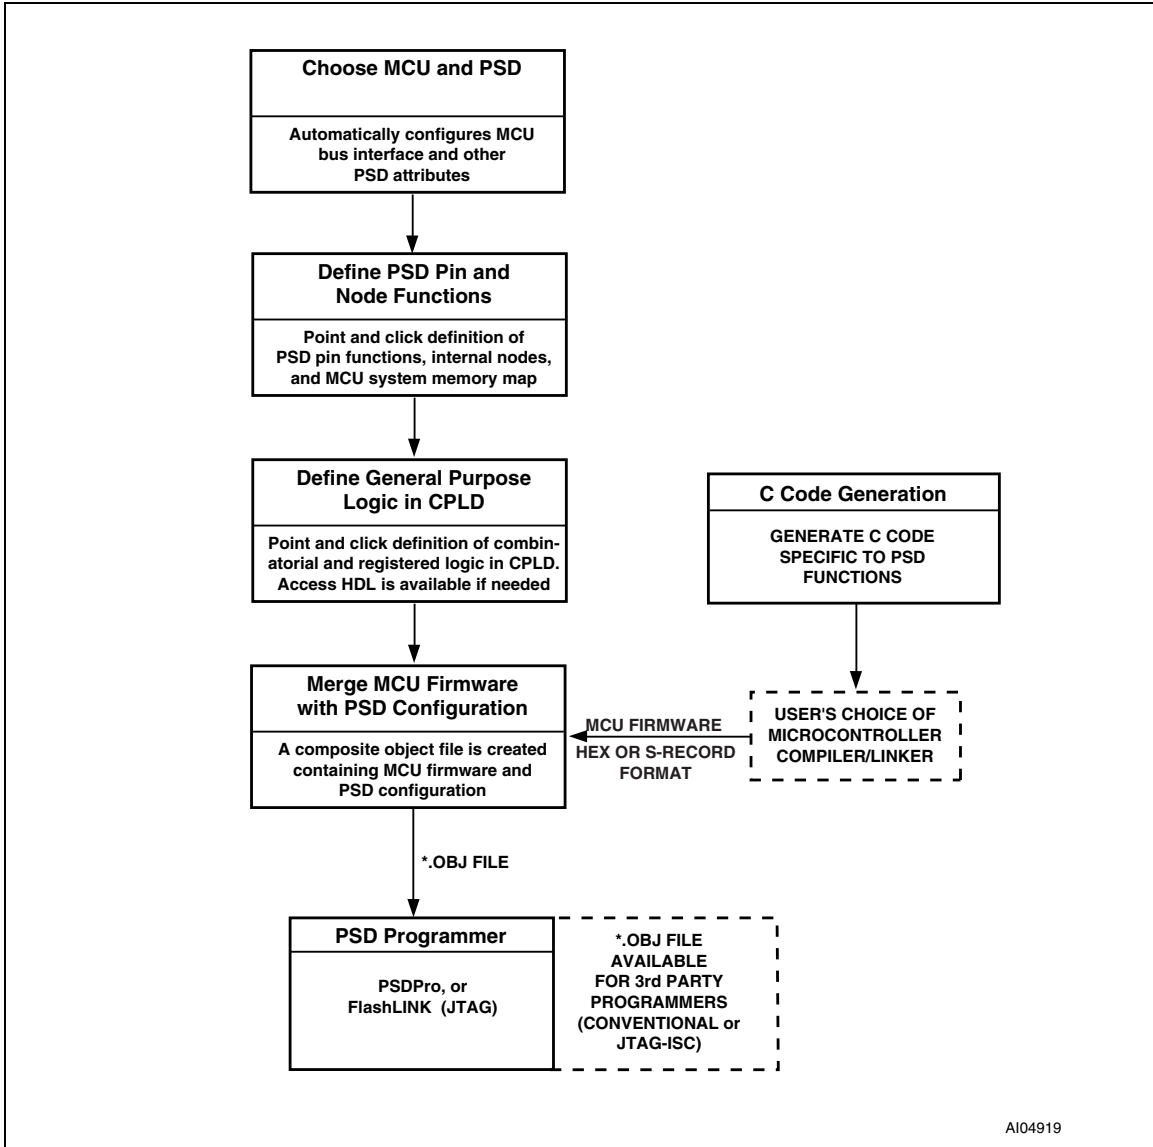 Choose MCU and PSD
Automatically configures MCU
bus interface and other
PSD attributes
Define PSD Pin and
Node Functions
Point and click definition of
PSD pin functions, internal nodes,
and MCU system memory map
Define General Purpose
Logic in CPLD
Point and click definition of combin-
atorial and registered logic in CPLD.
Access HDL is available if needed
C Code Generation
GENERATE C CODE
SPECIFIC TO PSD
FUNCTIONS
Merge MCU Firmware
with PSD Configuration
A composite object file is created
containing MCU firmware and
PSD configuration
MCU FIRMWARE
HEX OR S-RECORD
FORMAT
USER'S CHOICE OF
MICROCONTROLLER
COMPILER/LINKER
*.OBJ FILE
PSD Programmer
PSDPro, or
FlashLINK (JTAG)
*.OBJ FILE
AVAILABLE
FOR 3rd PARTY
PROGRAMMERS
(CONVENTIONAL or
JTAG-ISC)
AI04919